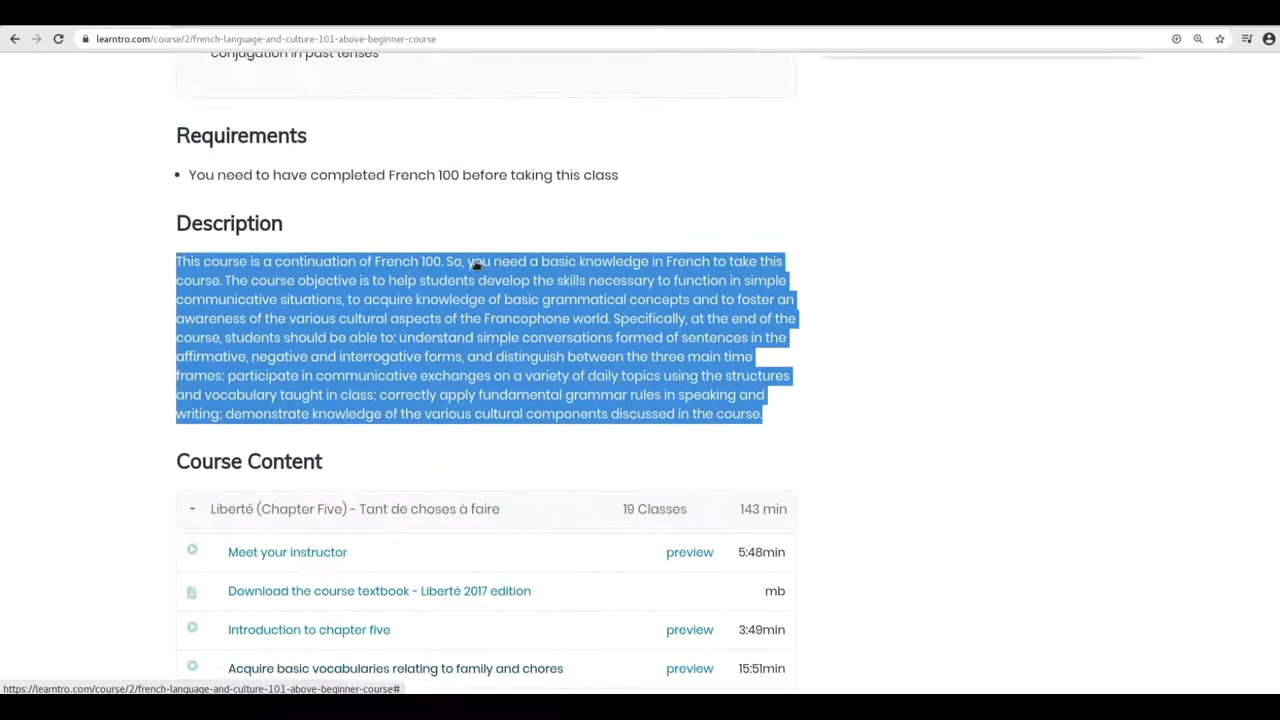 learntro.com/course/2/french-language-and-culture-101-above-beginner-course
conjugation in past tenses
Requirements
• You need to have completed French 100 before taking this class
Description
This course is a continuation of French 100. So, you need a basic knowledge in French to take this
course. The course objective is to help students develop the skills necessary to function in simple
communicative situations, to acquire knowledge of basic grammatical concepts and to foster an
awareness of the various cultural aspects of the Francophone world. Specifically, at the end of the
course, students should be able to: understand simple conversations formed of sentences in the
affirmative, negative and interrogative forms, and distinguish between the three main time
frames; participate in communicative exchanges on a variety of daily topics using the structures
and vocabulary taught in class; correctly apply fundamental grammar rules in speaking and
writing; demonstrate knowledge of the various cultural components discussed in the course.
Course Content
- Liberté (Chapter Five) - Tant de choses à faire 19 Classes 143 min
Meet your instructor preview 5:48min
Download the course textbook - Liberté 2017 edition mb
Introduction to chapter five preview 3:49min
Acquire basic vocabularies relating to family and chores preview 15:51min
https://learntro.com/course/2/french-language-and-culture-101-above-beginner-course#